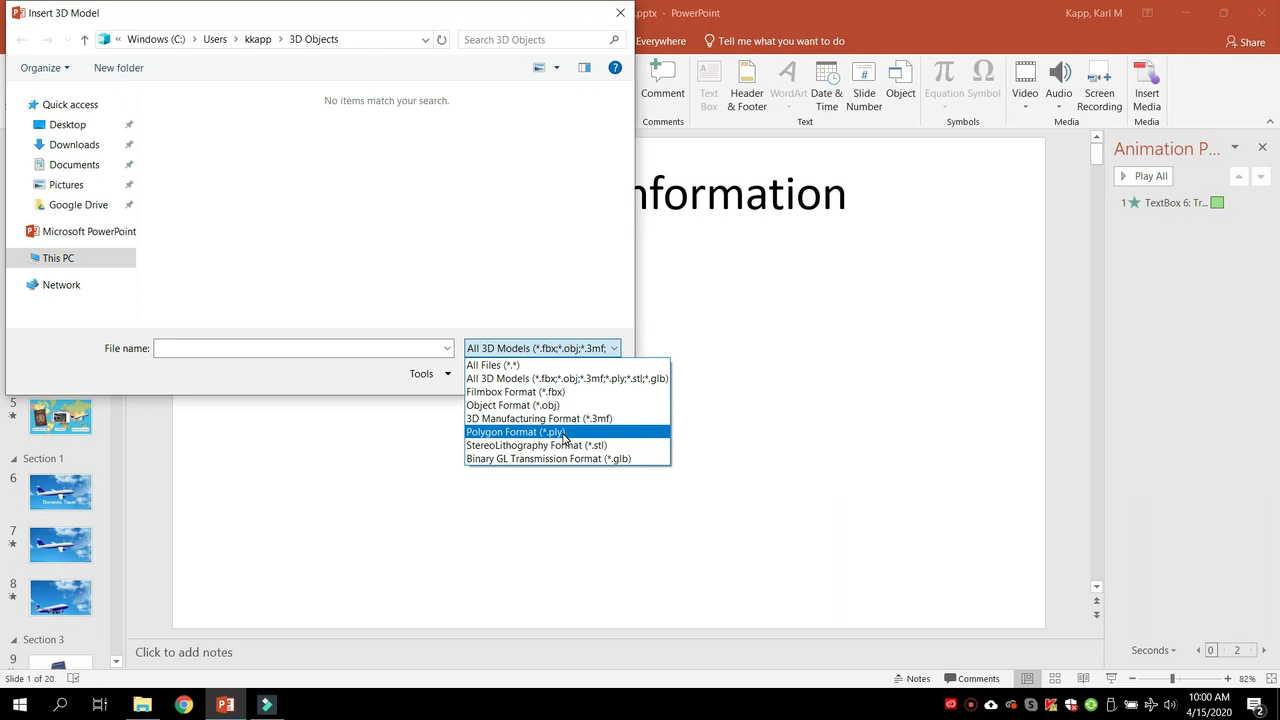 Insert 3D Model
.pptx - PowerPoint
Kapp, Karl M
« Windows (C:) > Users > kkapp > 3D Objects
Search 3D Objects
Everywhere
Tell me what you want to do
Share
Organize
New folder
Comment
Text Box
Header & Footer
WordArt
Date & Time
Slide Number
Object
Equation
Symbol
Video
Audio
Screen Recording
Insert Media
Comments
Text
Symbols
Media
Media
No items match your search.
Quick access
Desktop
Downloads
Documents
Pictures
Google Drive
Microsoft PowerPoint
This PC
Network
nformation
Animation P...
Play All
1 TextBox 6: Tr...
File name:
All 3D Models (*.fbx;*.obj;*.3mf;
Tools
All Files (*.*)
All 3D Models (*.fbx;*.obj;*.3mf;*.ply;*.stl;*.glb)
Filmbox Format (*.fbx)
Object Format (*.obj)
3D Manufacturing Format (*.3mf)
Polygon Format (*.ply)
StereoLithography Format (*.stl)
Binary GL Transmission Format (*.glb)
5
Section 1
6
Domestic Travel
7
8
Section 3
9
Click to add notes
Seconds
0
2
Slide 1 of 20
Notes
Comments
82%
10:00 AM
4/15/2020